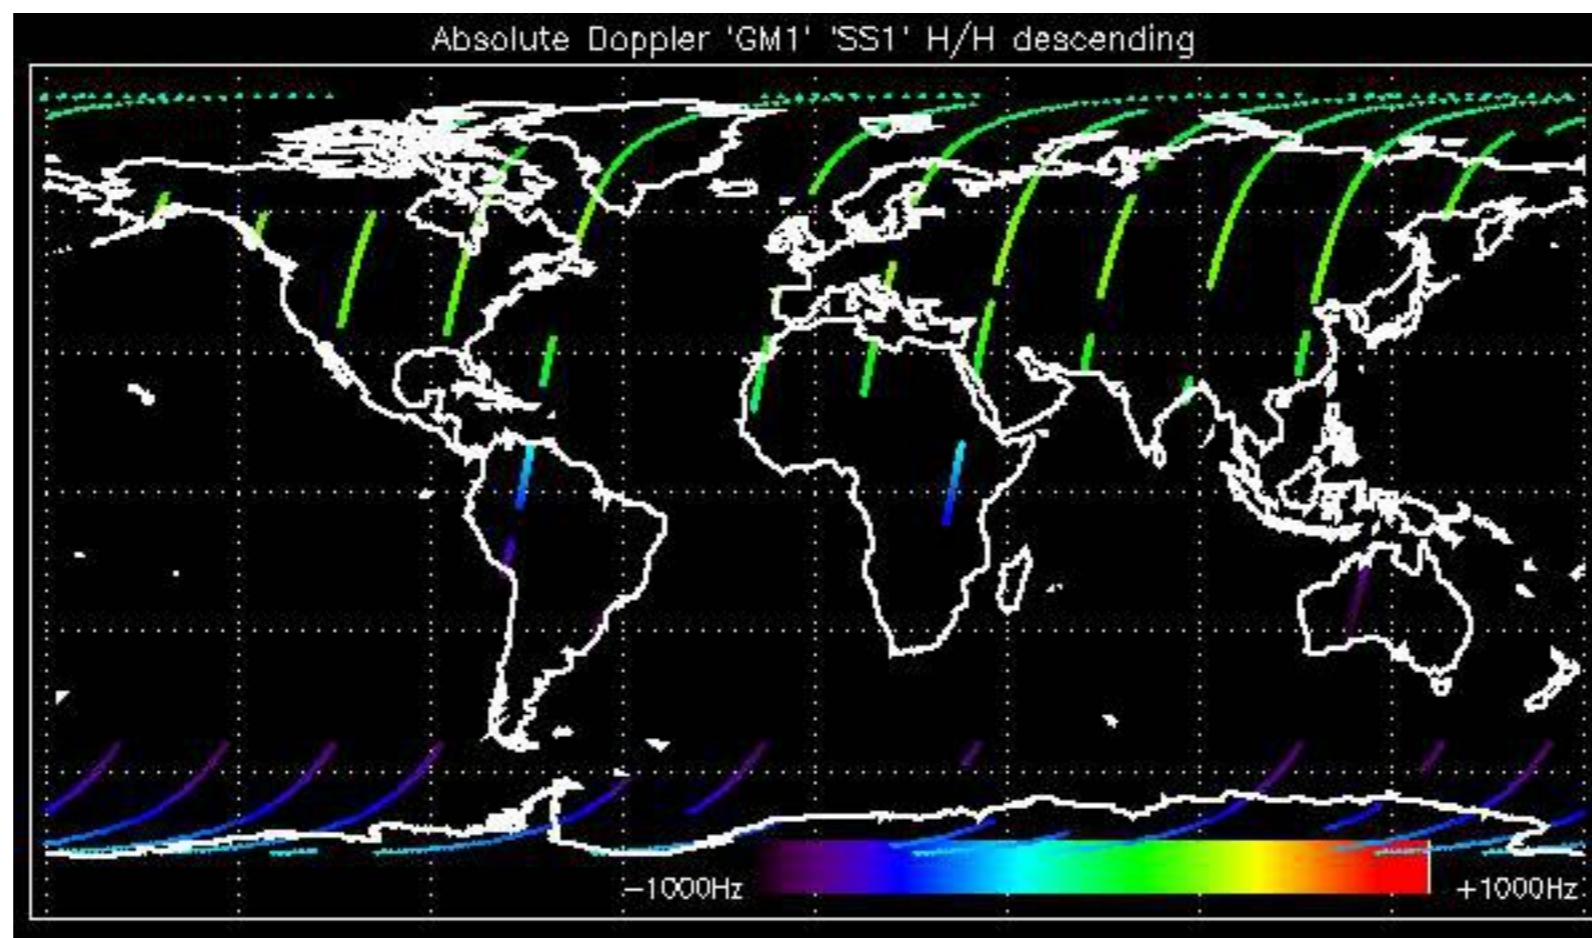 Absolute Doppler 'GM1' 'SS1' H/H descending
-1000Hz +1000Hz